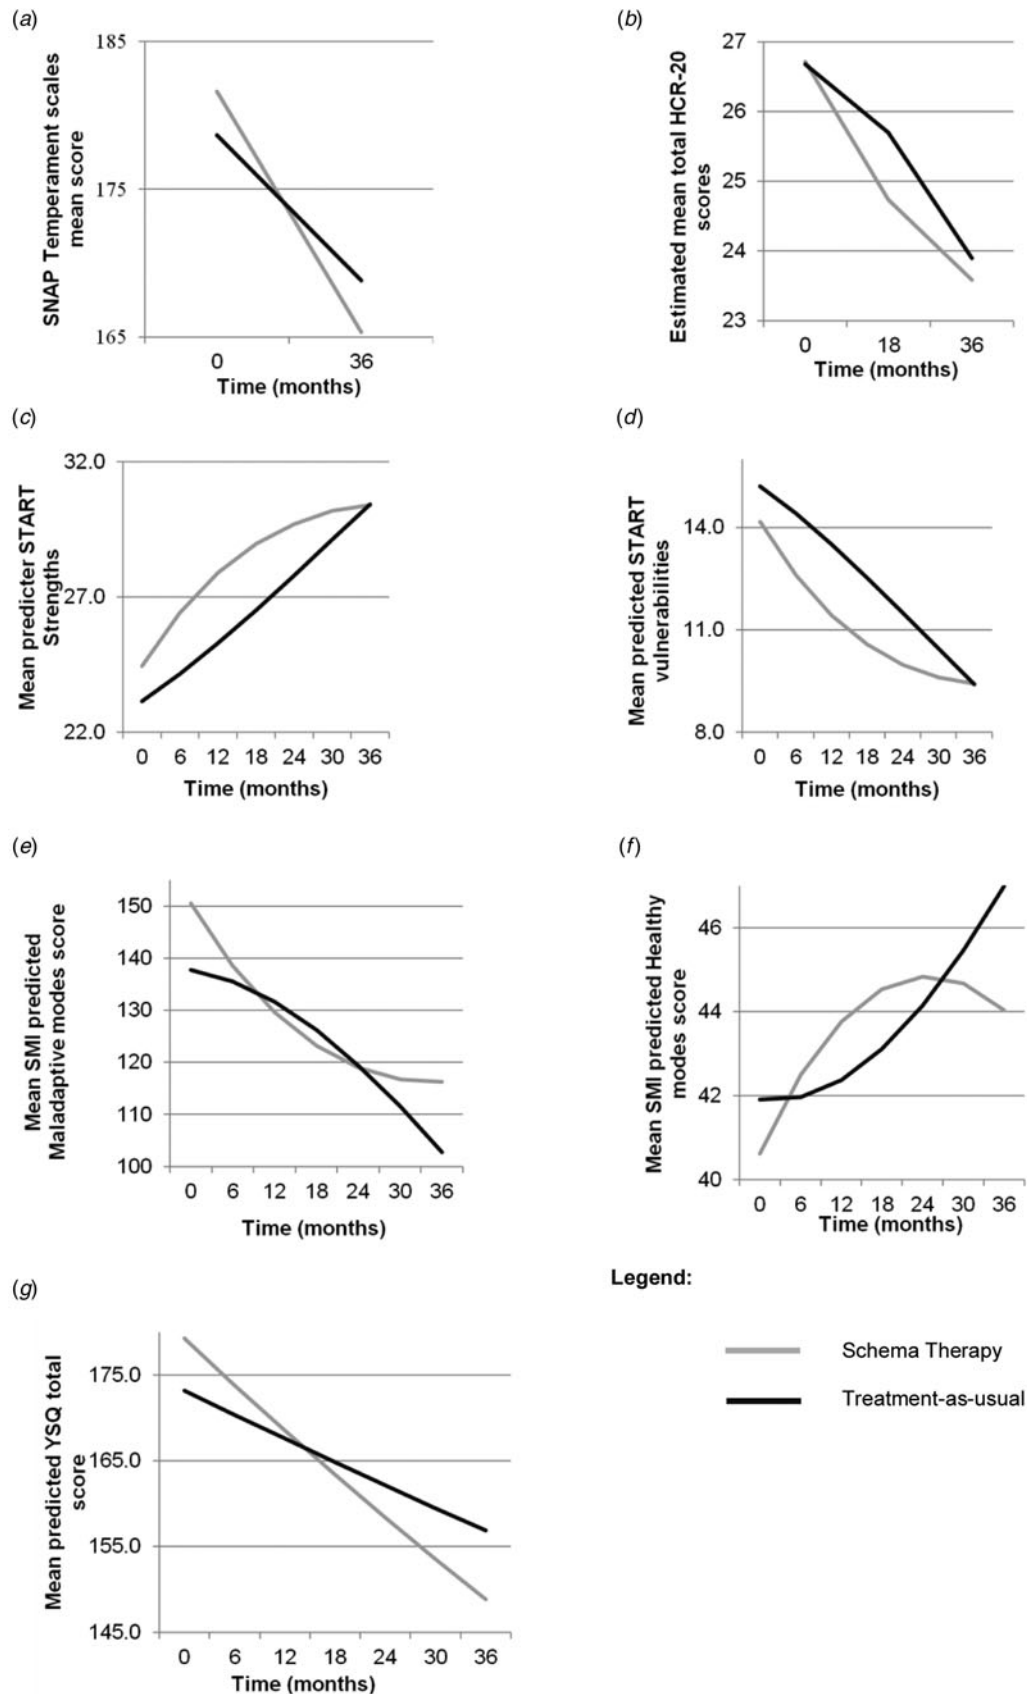 (a)
SNAP Temperament scales
mean score
185
175
165
0 36
Time (months)
(b)
Estimated mean total HCR-20
scores
27
26
25
24
23
0 18 36
Time (months)
(c)
Mean predicter START
Strengths
32.0
27.0
22.0
0 6 12 18 24 30 36
Time (months)
(d)
Mean predicted START
vulnerabilities
14.0
11.0
8.0
0 6 12 18 24 30 36
Time (months)
(e)
Mean SMI predicted
Maladaptive modes score
150
140
130
120
110
100
0 6 12 18 24 30 36
Time (months)
(f)
Mean SMI predicted Healthy
modes score
46
44
42
40
0 6 12 18 24 30 36
Time (months)
(g)
Mean predicted YSQ total
score
175.0
165.0
155.0
145.0
0 6 12 18 24 30 36
Time (months)
Legend:
Schema Therapy
Treatment-as-usual